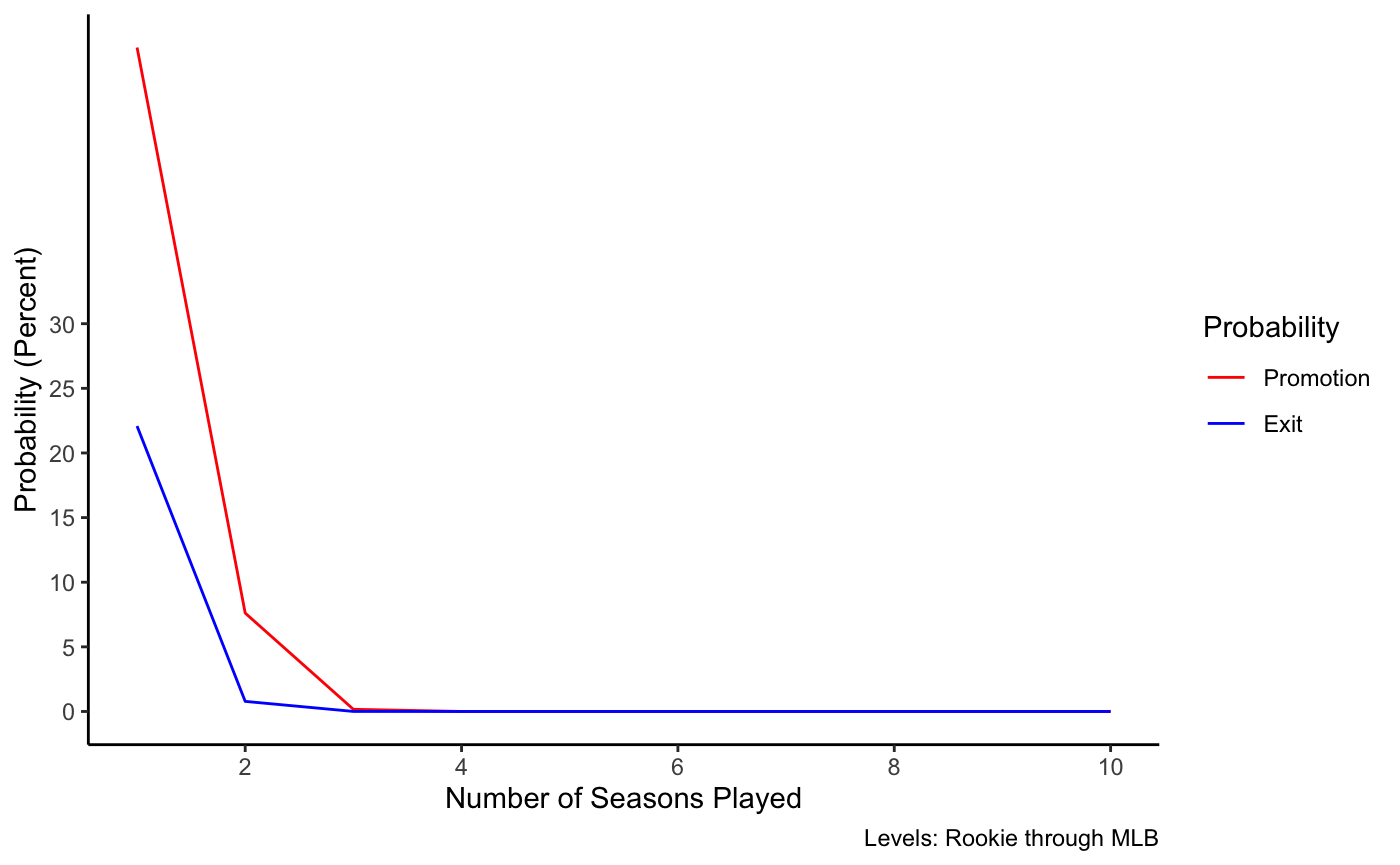 Probability (Percent)
30
25
20
15
10
5
0
2 4 6 8 10
Number of Seasons Played
Levels: Rookie through MLB
Probability
Promotion
Exit